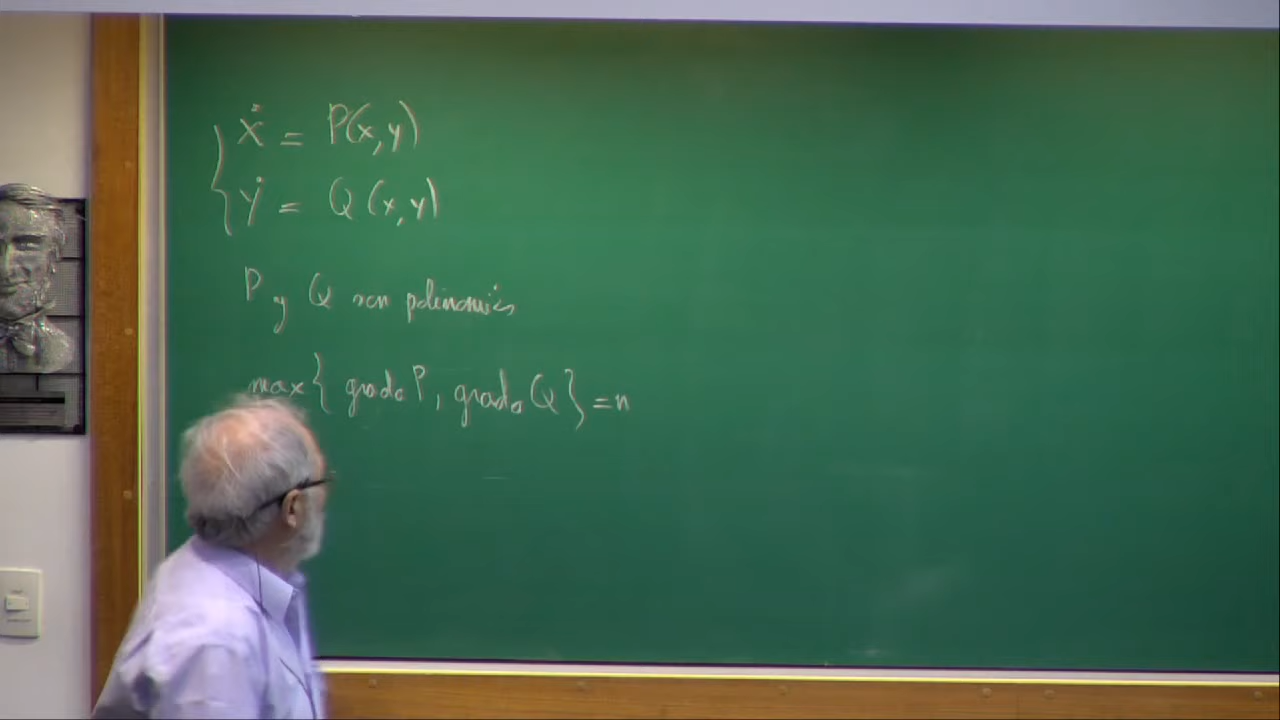 ẋ = P(x,y)
ẏ = Q(x,y)
P y Q son polinomios
max{ grado P, grado Q } = n